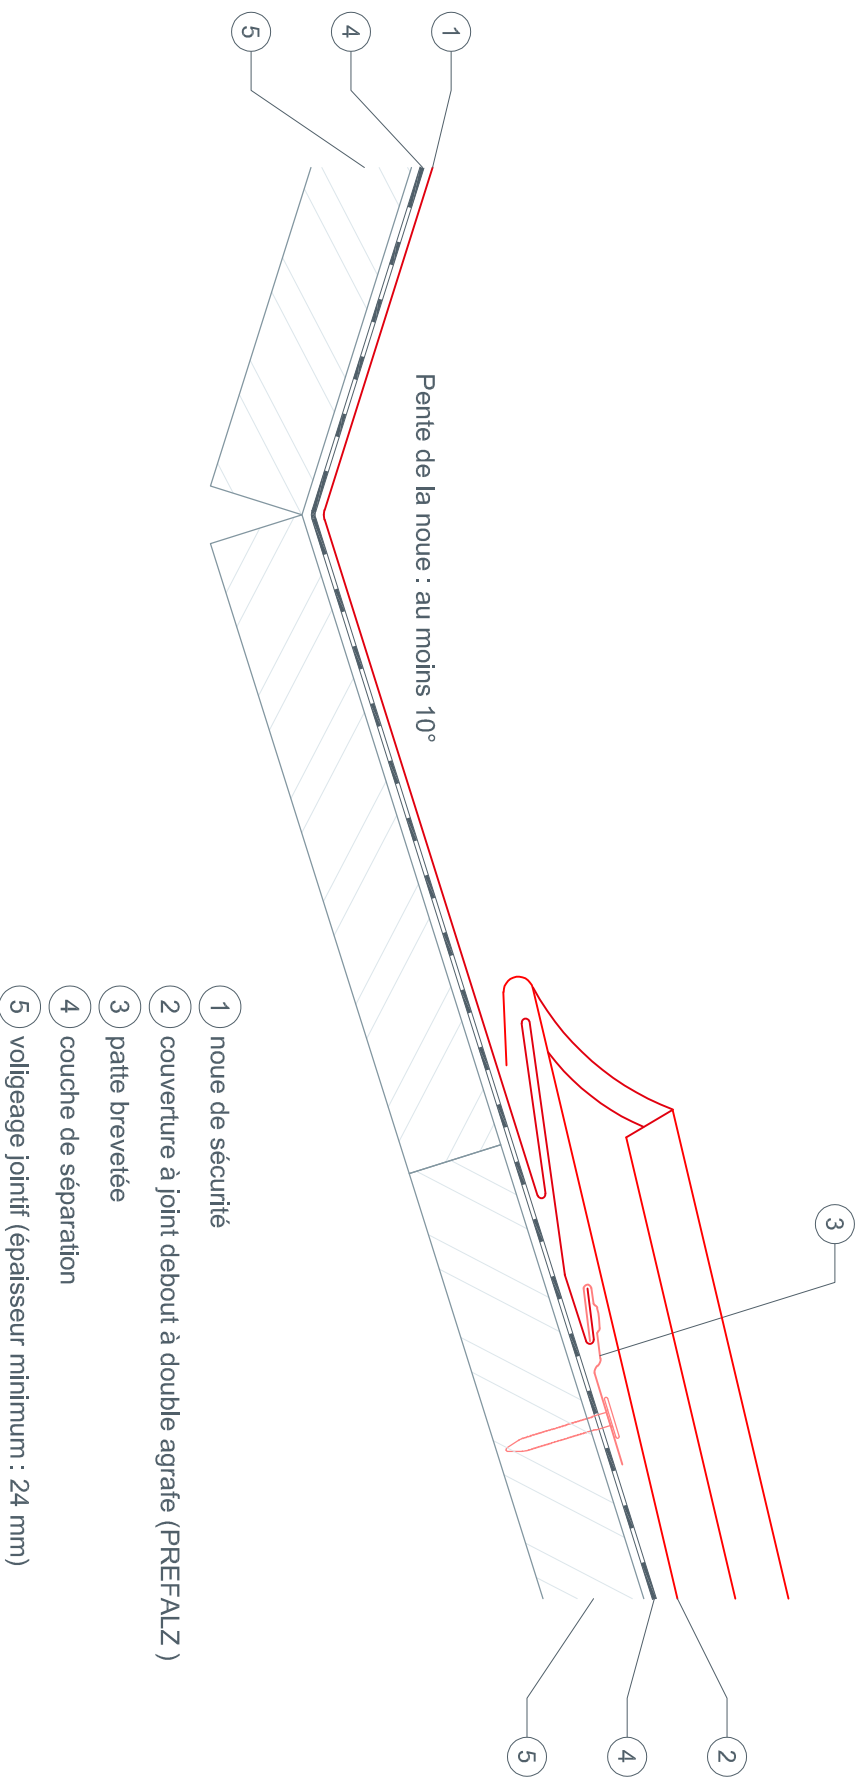 3
1
4
5
Pente de la noue : au moins 10°
2
4
5
1 noue de sécurité
2 couverture à joint debout à double agrafe (PREFALZ )
3 patte brevetée
4 couche de séparation
5 voligeage jointif (épaisseur minimum : 24 mm)